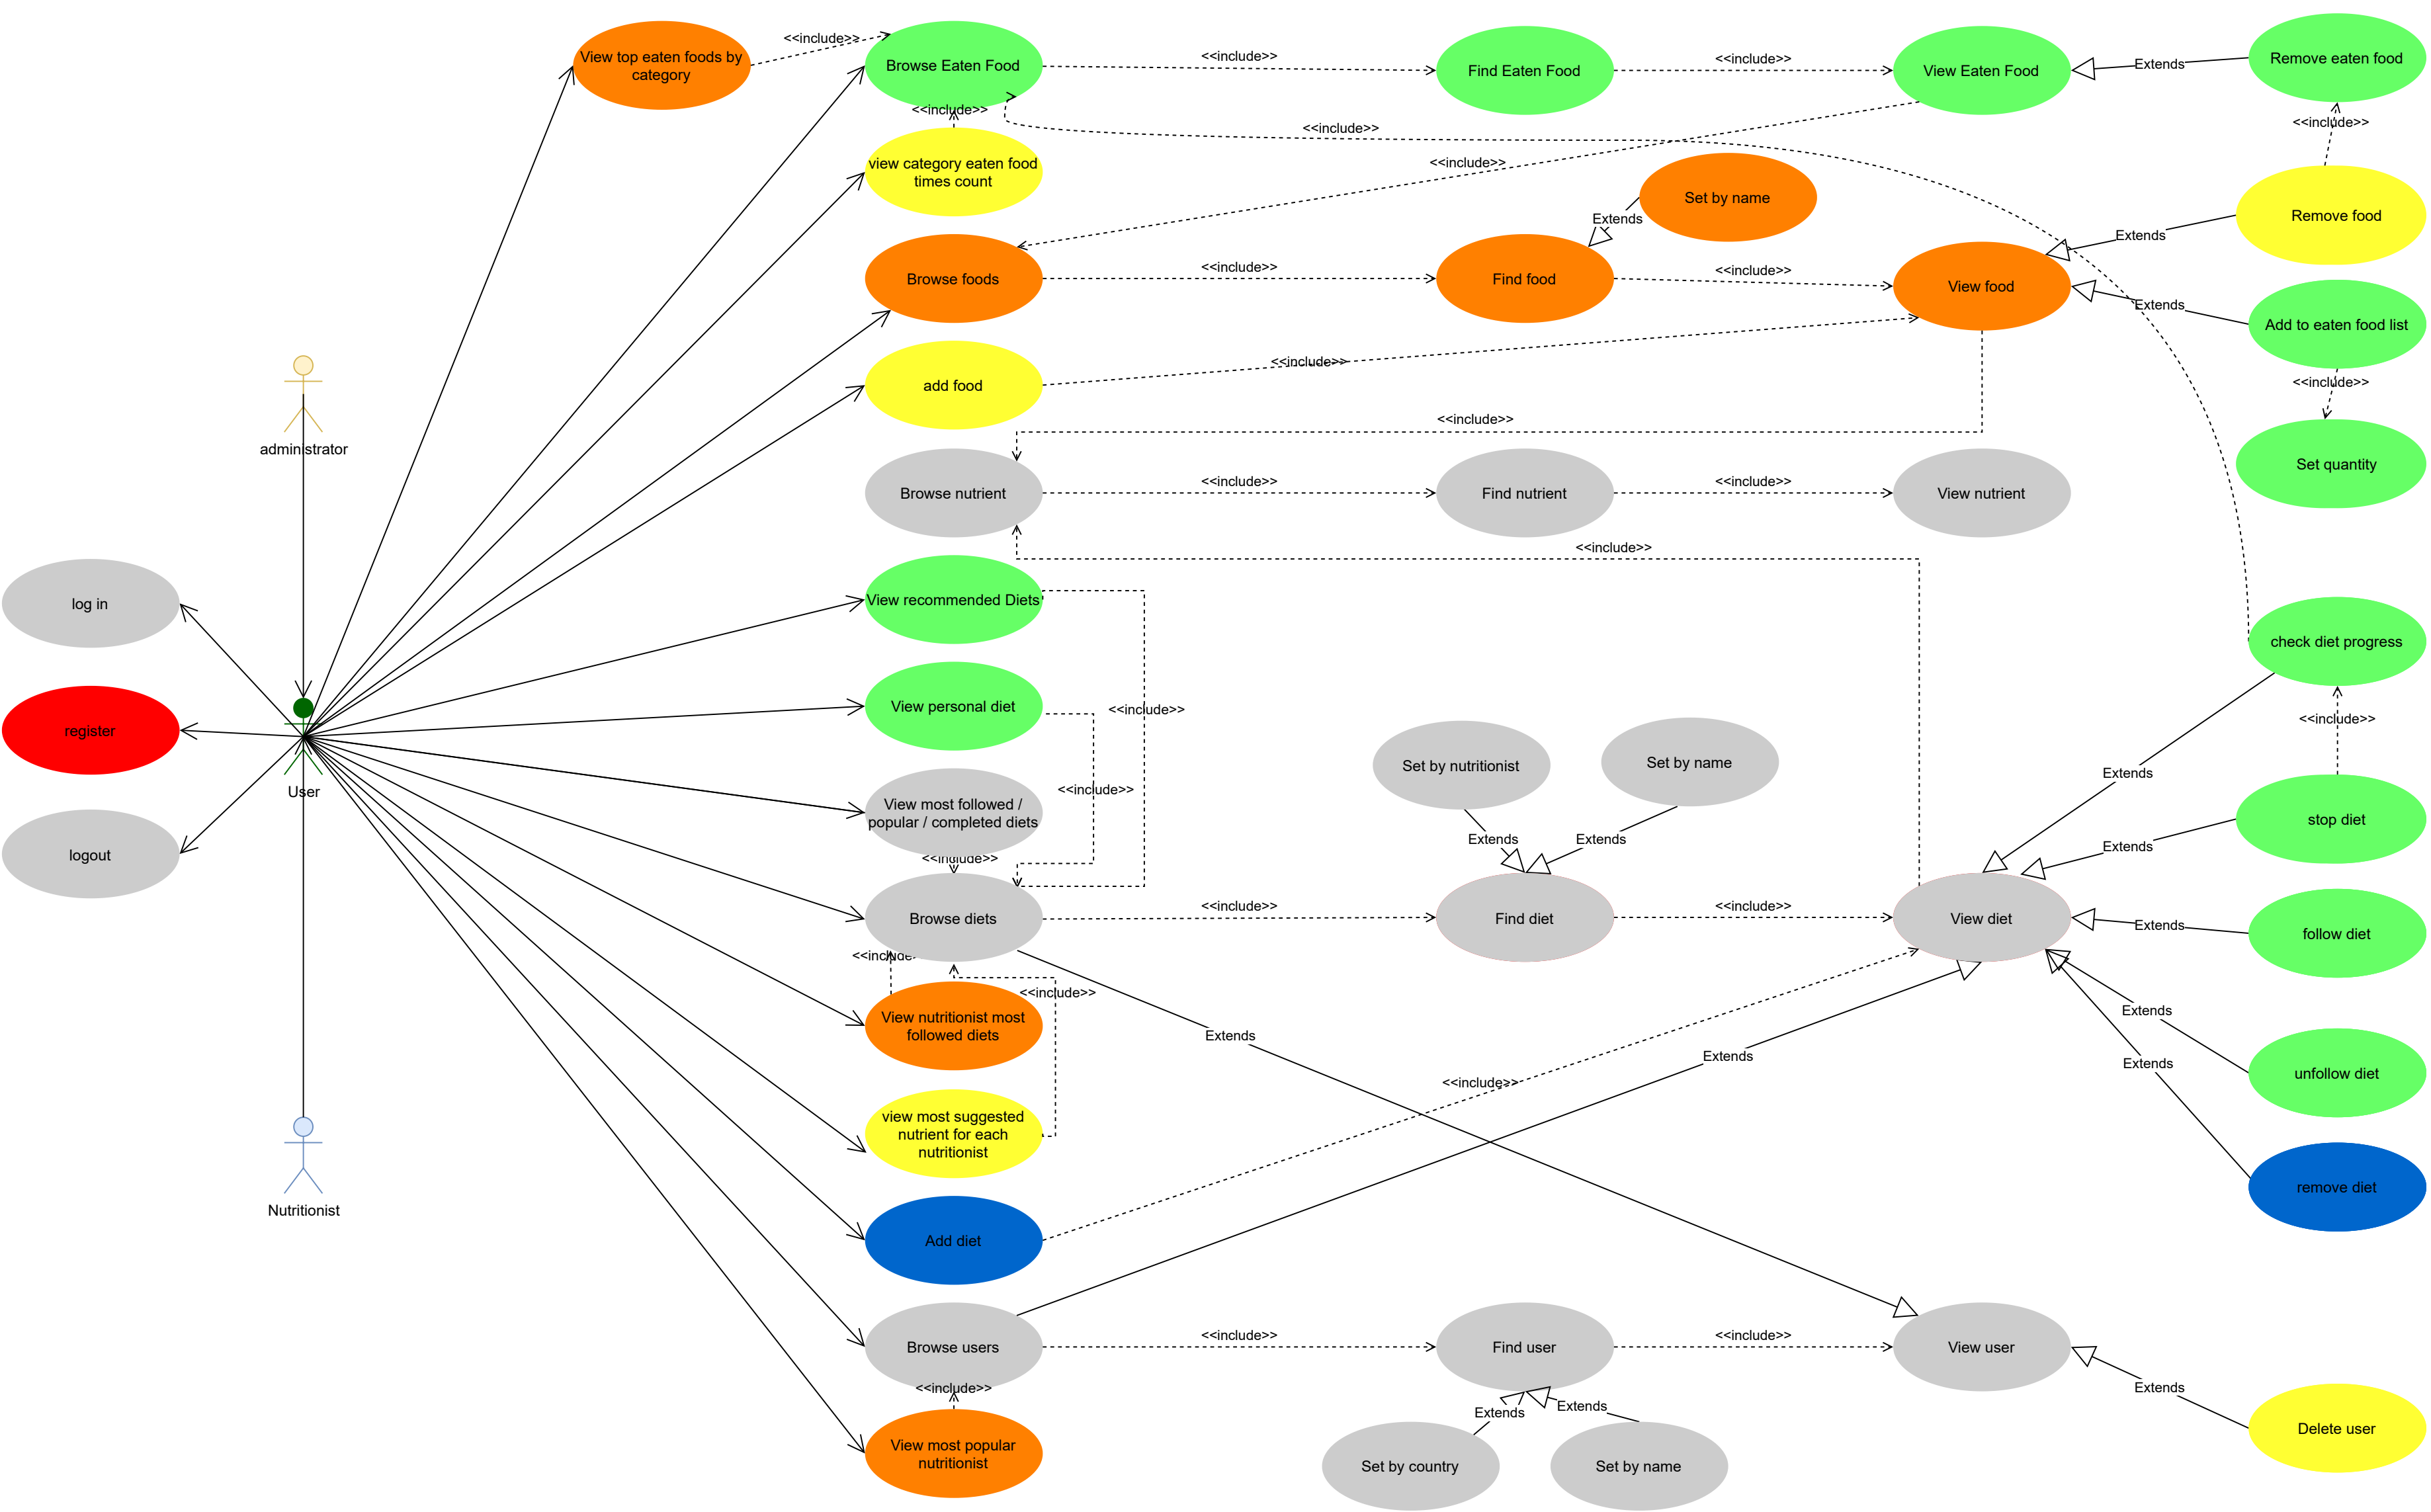 View top eaten foods by
category
<<include>>
Browse Eaten Food
<<include>>
Find Eaten Food
<<include>>
View Eaten Food
Extends
Remove eaten food
<<include>>
view category eaten food
times count
<<include>>
<<include>>
<<include>>
Set by name
Extends
Remove food
Extends
Browse foods
<<include>>
Find food
<<include>>
View food
Extends
Add to eaten food list
<<include>>
Set quantity
add food
<<include>>
<<include>>
administrator
Browse nutrient
<<include>>
Find nutrient
<<include>>
View nutrient
<<include>>
log in
register
logout
User
Nutritionist
View recommended Diets
<<include>>
View personal diet
<<include>>
View most followed /
popular / completed diets
<<include>>
Set by nutritionist
Set by name
Extends
Extends
check diet progress
<<include>>
Extends
stop diet
Extends
Browse diets
<<include>>
Find diet
<<include>>
View diet
Extends
follow diet
<<include>>
<<include>>
View nutritionist most
followed diets
Extends
Extends
<<include>>
Extends
unfollow diet
Extends
view most suggested
nutrient for each
nutritionist
remove diet
Add diet
Browse users
<<include>>
Find user
<<include>>
View user
Extends
Delete user
<<include>>
View most popular
nutritionist
Extends
Extends
Set by country
Set by name